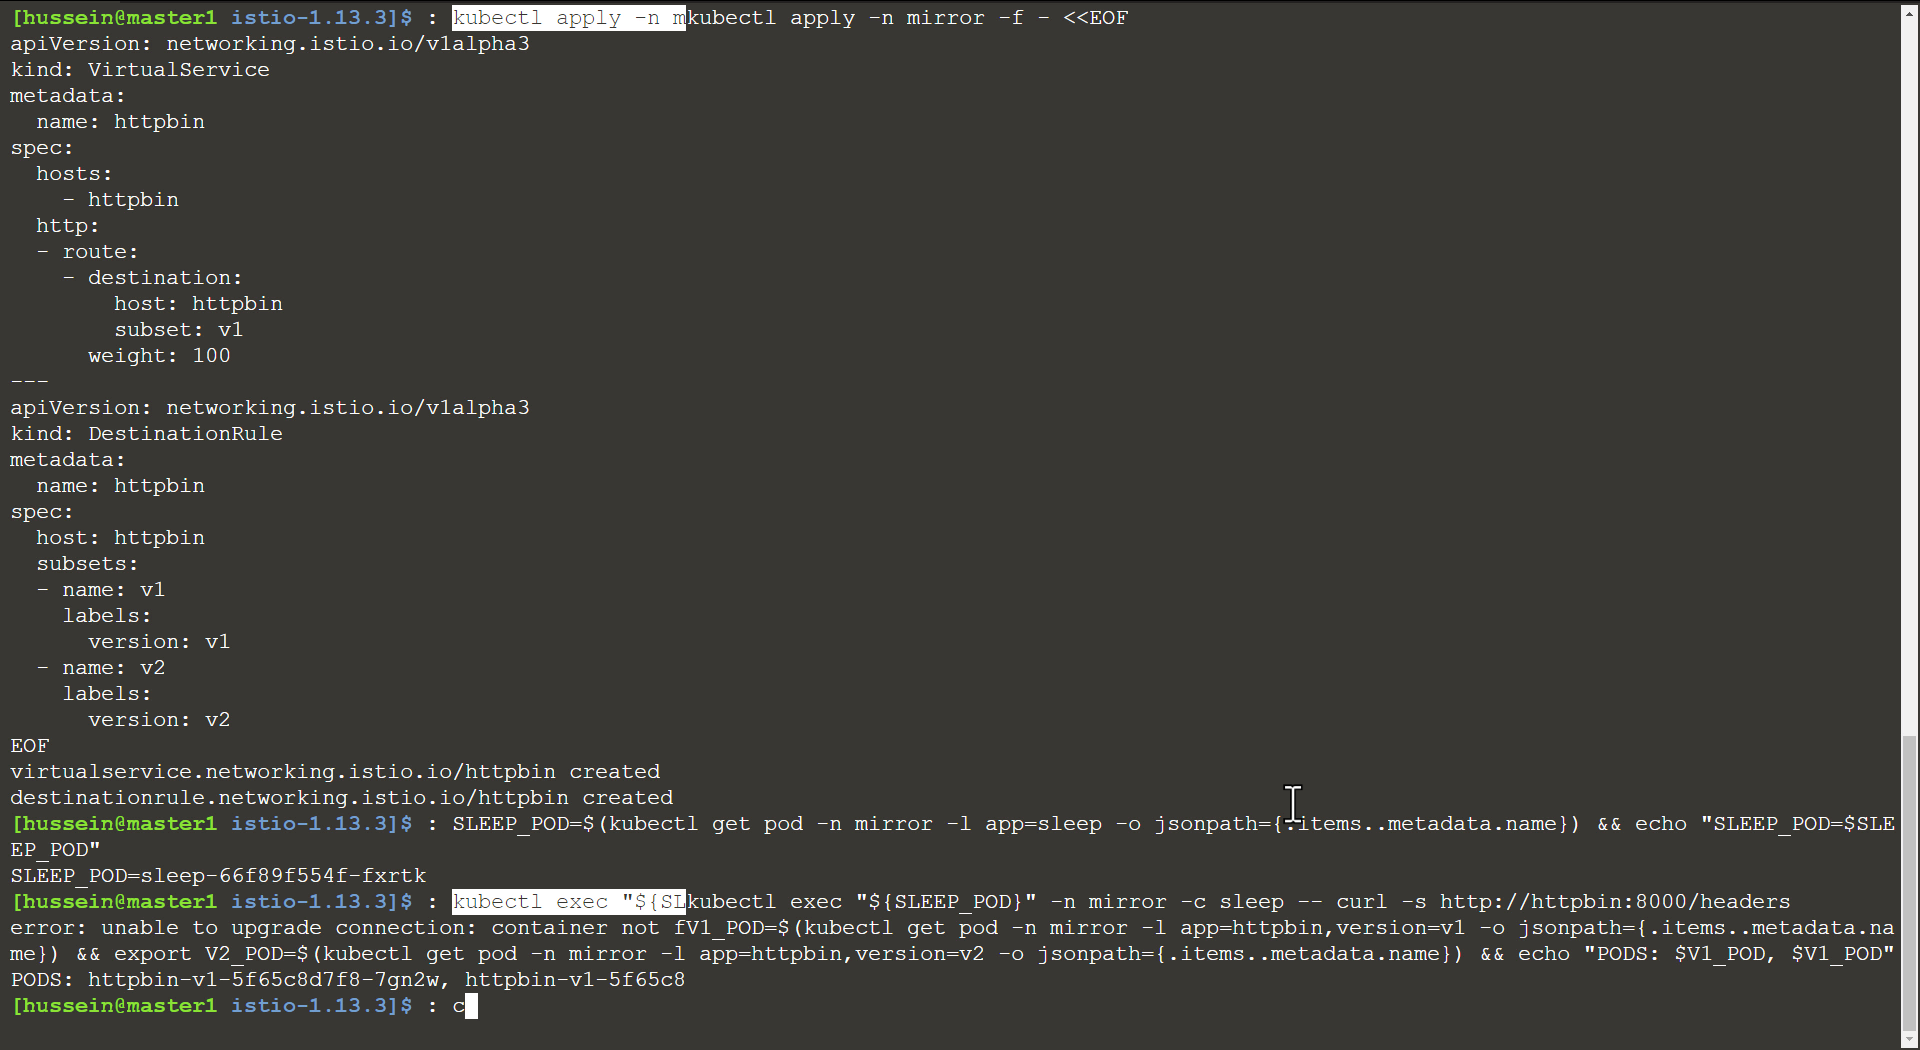 [hussein@master1 istio-1.13.3]$ : kubectl apply -n mkubectl apply -n mirror -f - <<EOF
apiVersion: networking.istio.io/v1alpha3
kind: VirtualService
metadata:
  name: httpbin
spec:
  hosts:
    - httpbin
  http:
  - route:
    - destination:
        host: httpbin
        subset: v1
      weight: 100
---
apiVersion: networking.istio.io/v1alpha3
kind: DestinationRule
metadata:
  name: httpbin
spec:
  host: httpbin
  subsets:
  - name: v1
    labels:
      version: v1
  - name: v2
    labels:
      version: v2
EOF
virtualservice.networking.istio.io/httpbin created
destinationrule.networking.istio.io/httpbin created
[hussein@master1 istio-1.13.3]$ : SLEEP_POD=$(kubectl get pod -n mirror -l app=sleep -o jsonpath={.items..metadata.name}) && echo "SLEEP_POD=$SLE
EP_POD"
SLEEP_POD=sleep-66f89f554f-fxrtk
[hussein@master1 istio-1.13.3]$ : kubectl exec "${SLkubectl exec "${SLEEP_POD}" -n mirror -c sleep -- curl -s http://httpbin:8000/headers
error: unable to upgrade connection: container not fV1_POD=$(kubectl get pod -n mirror -l app=httpbin,version=v1 -o jsonpath={.items..metadata.na
me}) && export V2_POD=$(kubectl get pod -n mirror -l app=httpbin,version=v2 -o jsonpath={.items..metadata.name}) && echo "PODS: $V1_POD, $V1_POD"
PODS: httpbin-v1-5f65c8d7f8-7gn2w, httpbin-v1-5f65c8
[hussein@master1 istio-1.13.3]$ : c